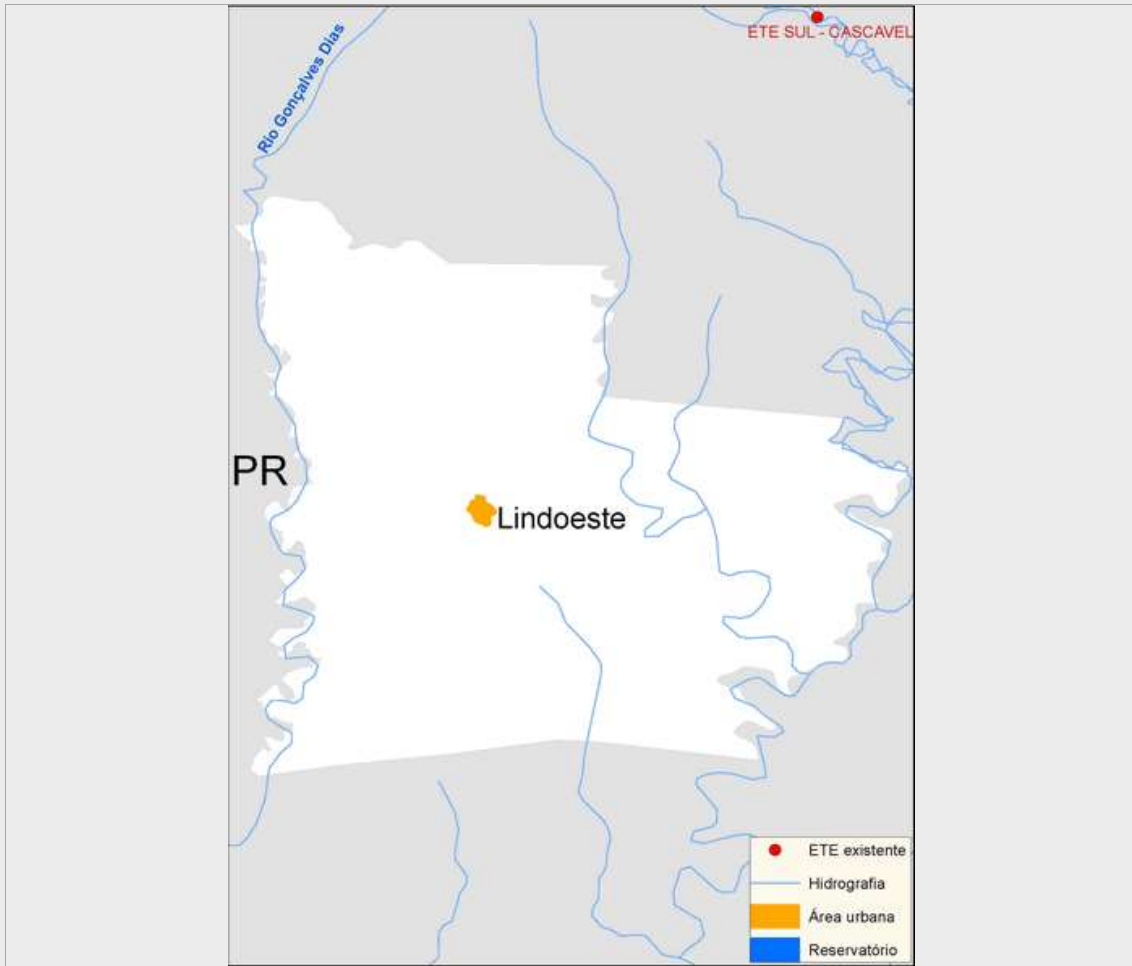 ETE SUL - CASCAVEL
Rio Gonçalves Dias
PR
Lindoeste
ETE existente
Hidrografia
Área urbana
Reservatório